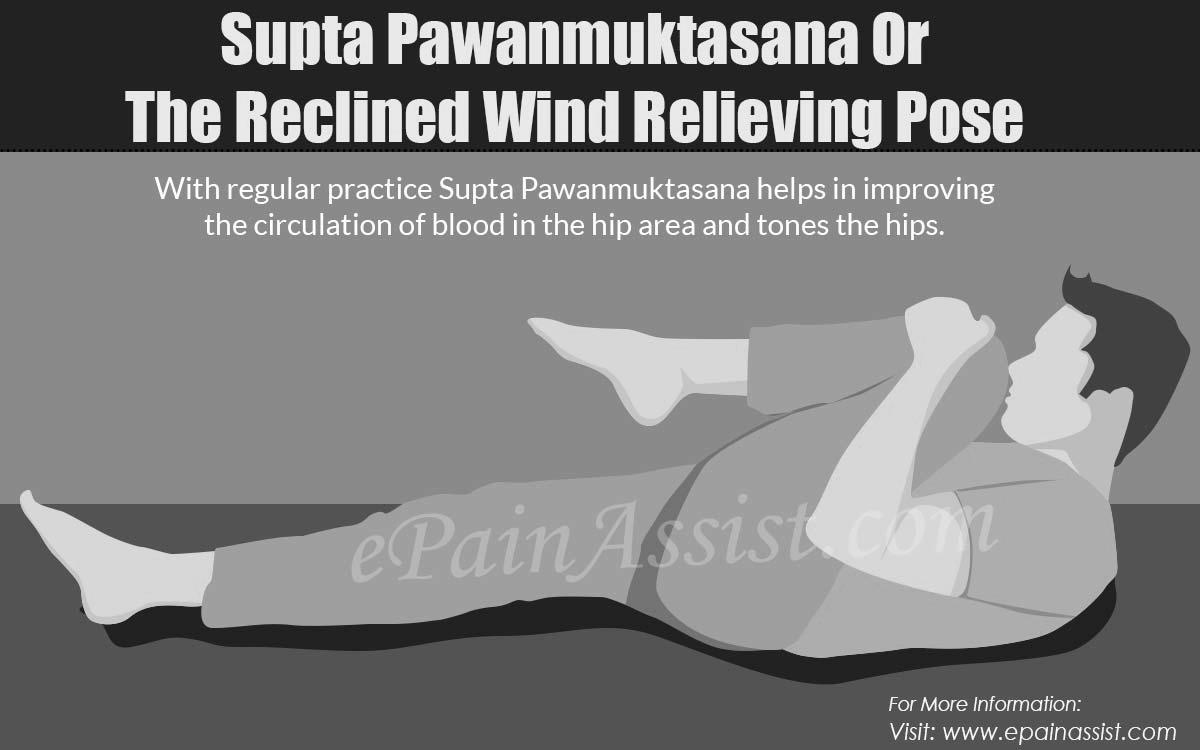 Supta Pawanmuktasana Or
The Reclined Wind Relieving Pose
With regular practice Supta Pawanmuktasana helps in improving
the circulation of blood in the hip area and tones the hips.
ePainAssist.com
For More Information:
Visit: www.epainassist.com